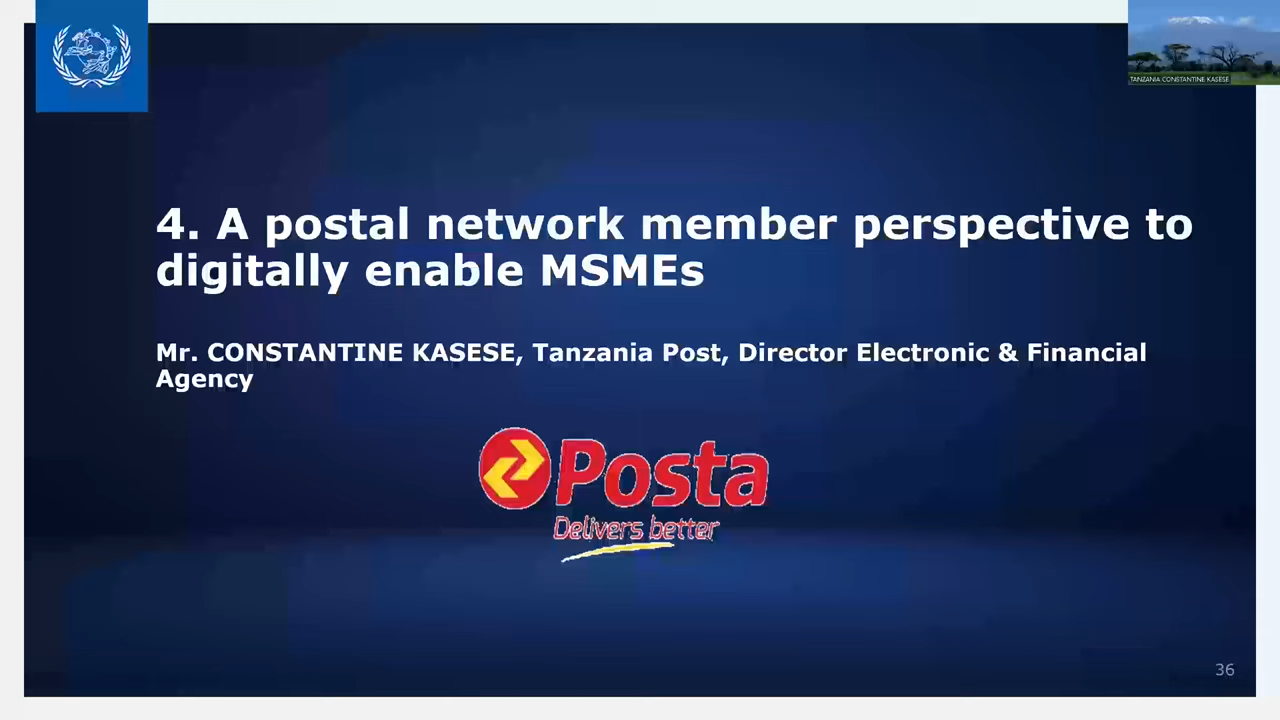 TANZANIA CONSTANTINE KASESE
4. A postal network member perspective to
digitally enable MSMEs
Mr. CONSTANTINE KASESE, Tanzania Post, Director Electronic & Financial
Agency
Posta
Delivers better
36